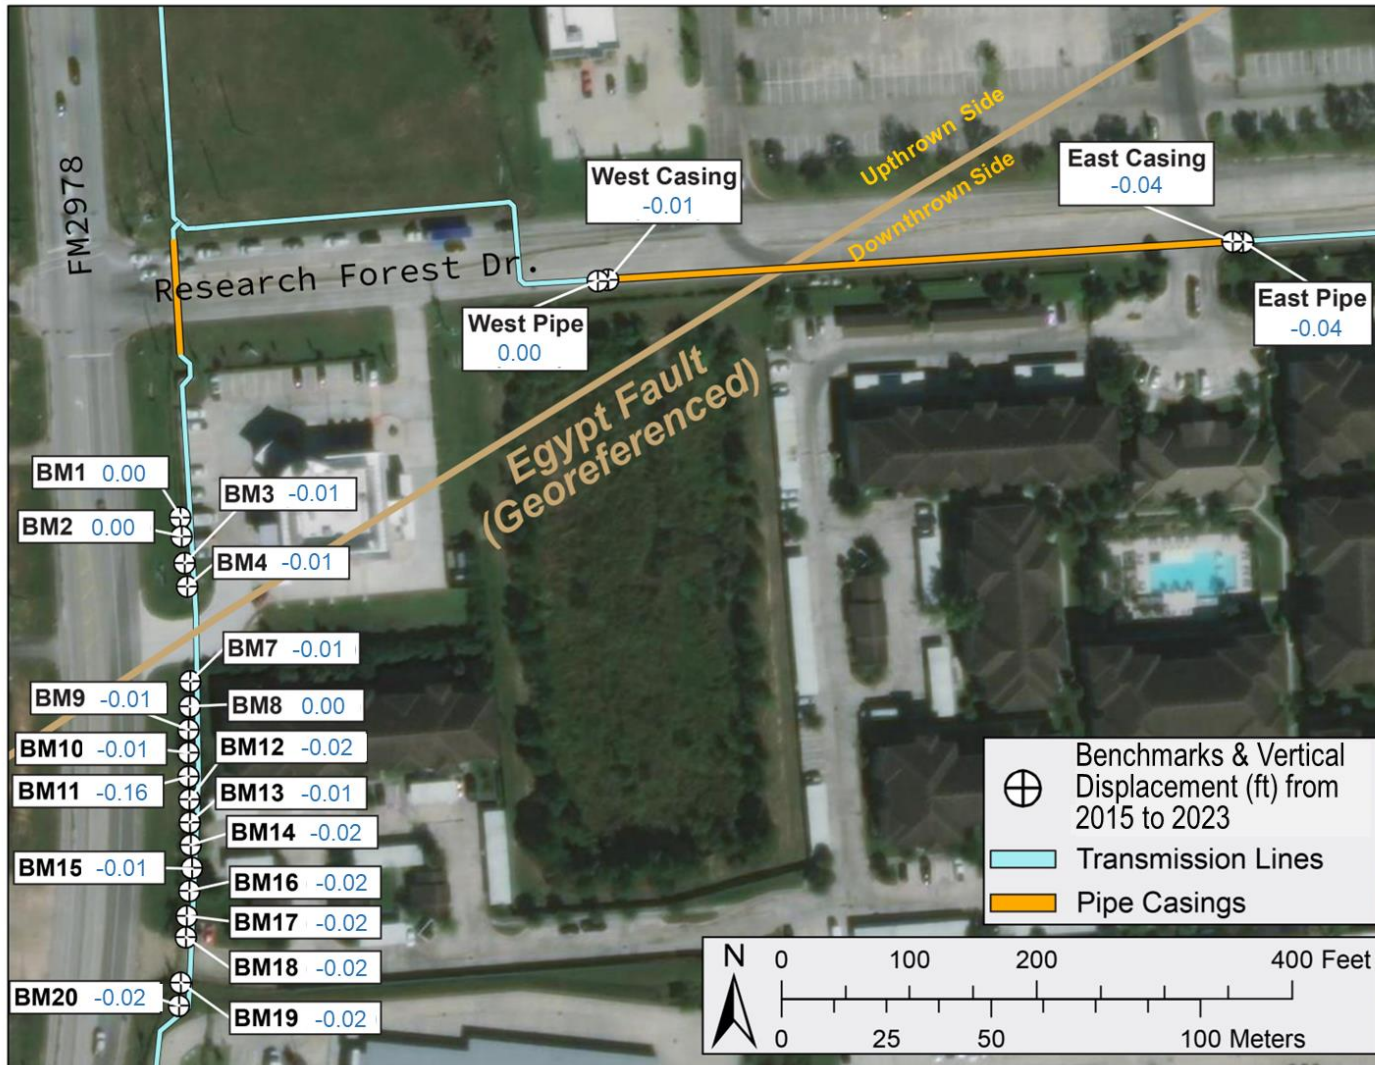 FM2978
Research Forest Dr.
West Casing
-0.01
West Pipe
0.00
Upthrown Side
Downthrown Side
East Casing
-0.04
East Pipe
-0.04
Egypt Fault
(Georeferenced)
BM1 0.00
BM2 0.00
BM3 -0.01
BM4 -0.01
BM7 -0.01
BM8 0.00
BM9 -0.01
BM10 -0.01
BM11 -0.16
BM12 -0.02
BM13 -0.01
BM14 -0.02
BM15 -0.01
BM16 -0.02
BM17 -0.02
BM18 -0.02
BM19 -0.02
BM20 -0.02
Benchmarks & Vertical
Displacement (ft) from
2015 to 2023
Transmission Lines
Pipe Casings
N
0 100 200 400 Feet
0 25 50 100 Meters